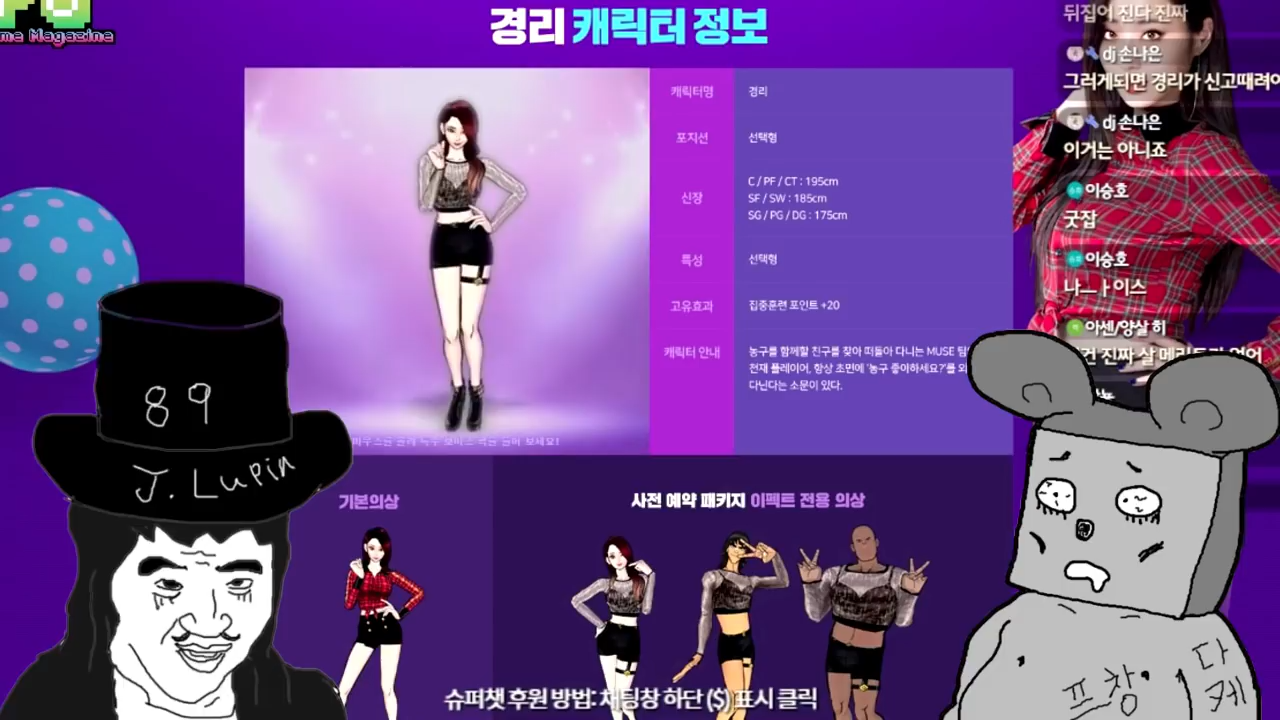 me Magazine
경리 캐릭터 정보
캐릭터명
경리
포지션
선택형
신장
C / PF / CT : 195cm
SF / SW : 185cm
SG / PG / DG : 175cm
특성
선택형
고유효과
집중훈련 포인트 +20
캐릭터 안내
농구를 함께할 친구를 찾아 떠돌아 다니는 MUSE
천재 플레이어, 항상 초면에 '농구 좋아하세요?'를
다닌다는 소문이 있다.
기본의상
사전 예약 패키지 이펙트 전용 의상
뒤집어 진다 진짜
dj 손나은
그러게되면 경리가 신고때려야
dj 손나은
이거는 아니죠
이승호
굿잡
이승호
나ㅡㅏ이스
아센/양살 히
진짜 살
89
J. Lupin
프창
다
케
슈퍼챗 후원 방법: 채팅창 하단 ($) 표시 클릭